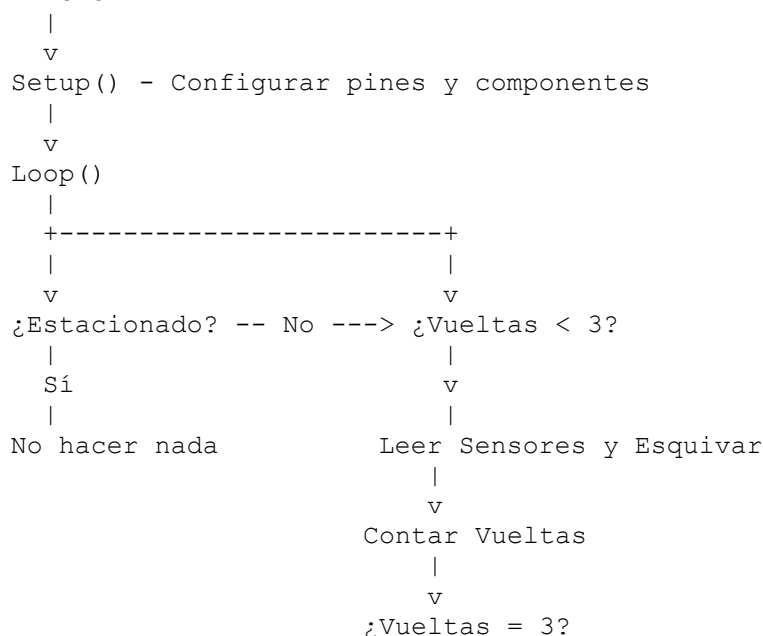 |
v
Setup() - Configurar pines y componentes
|
v
Loop()
|
+------------------------+
| |
v v
¿Estacionado? -- No ---> ¿Vueltas < 3?
| |
Sí v
| |
No hacer nada Leer Sensores y Esquivar
|
v
Contar Vueltas
|
v
¿Vueltas = 3?